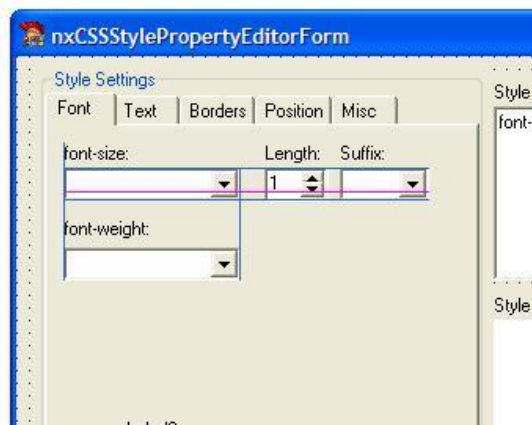 nxCSSStylePropertyEditorForm
Style Settings
Style
Font Text Borders Position Misc
font-
font-size: Length: Suffix:
1
font-weight:
Style